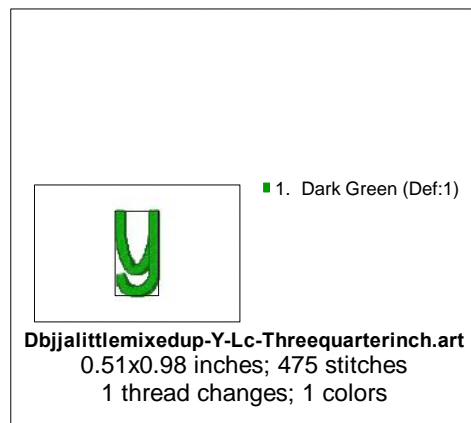 1. Dark Green (Def:1)
y
Dbjjalittlemixedup-Y-Lc-Threequarterinch.art
0.51x0.98 inches; 475 stitches
1 thread changes; 1 colors